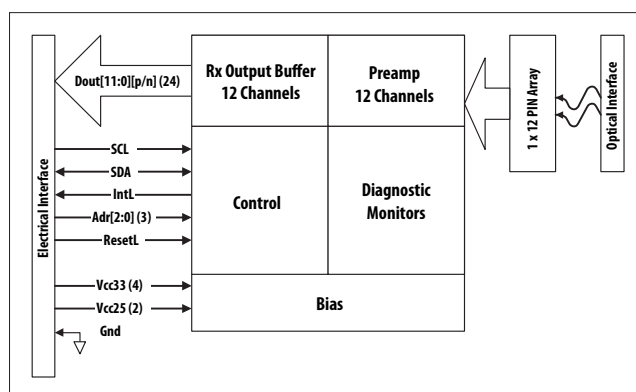 Electrical Interface
Dout[11:0][p/n] (24)
Rx Output Buffer
12 Channels
Preamp
12 Channels
1 x 12 PIN Array
Optical Interface
SCL
SDA
IntL
Adr[2:0] (3)
ResetL
Control
Diagnostic
Monitors
Vcc33 (4)
Vcc25 (2)
Gnd
Bias